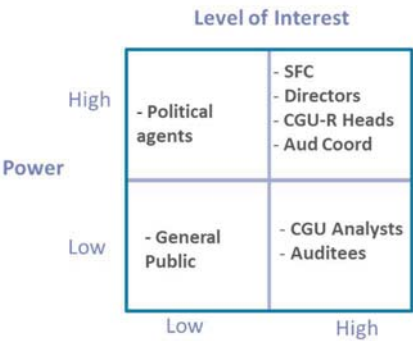 Level of Interest
High
- Political
agents
- SFC
- Directors
- CGU-R Heads
- Aud Coord
Power
Low
- General
Public
- CGU Analysts
- Auditees
Low
High